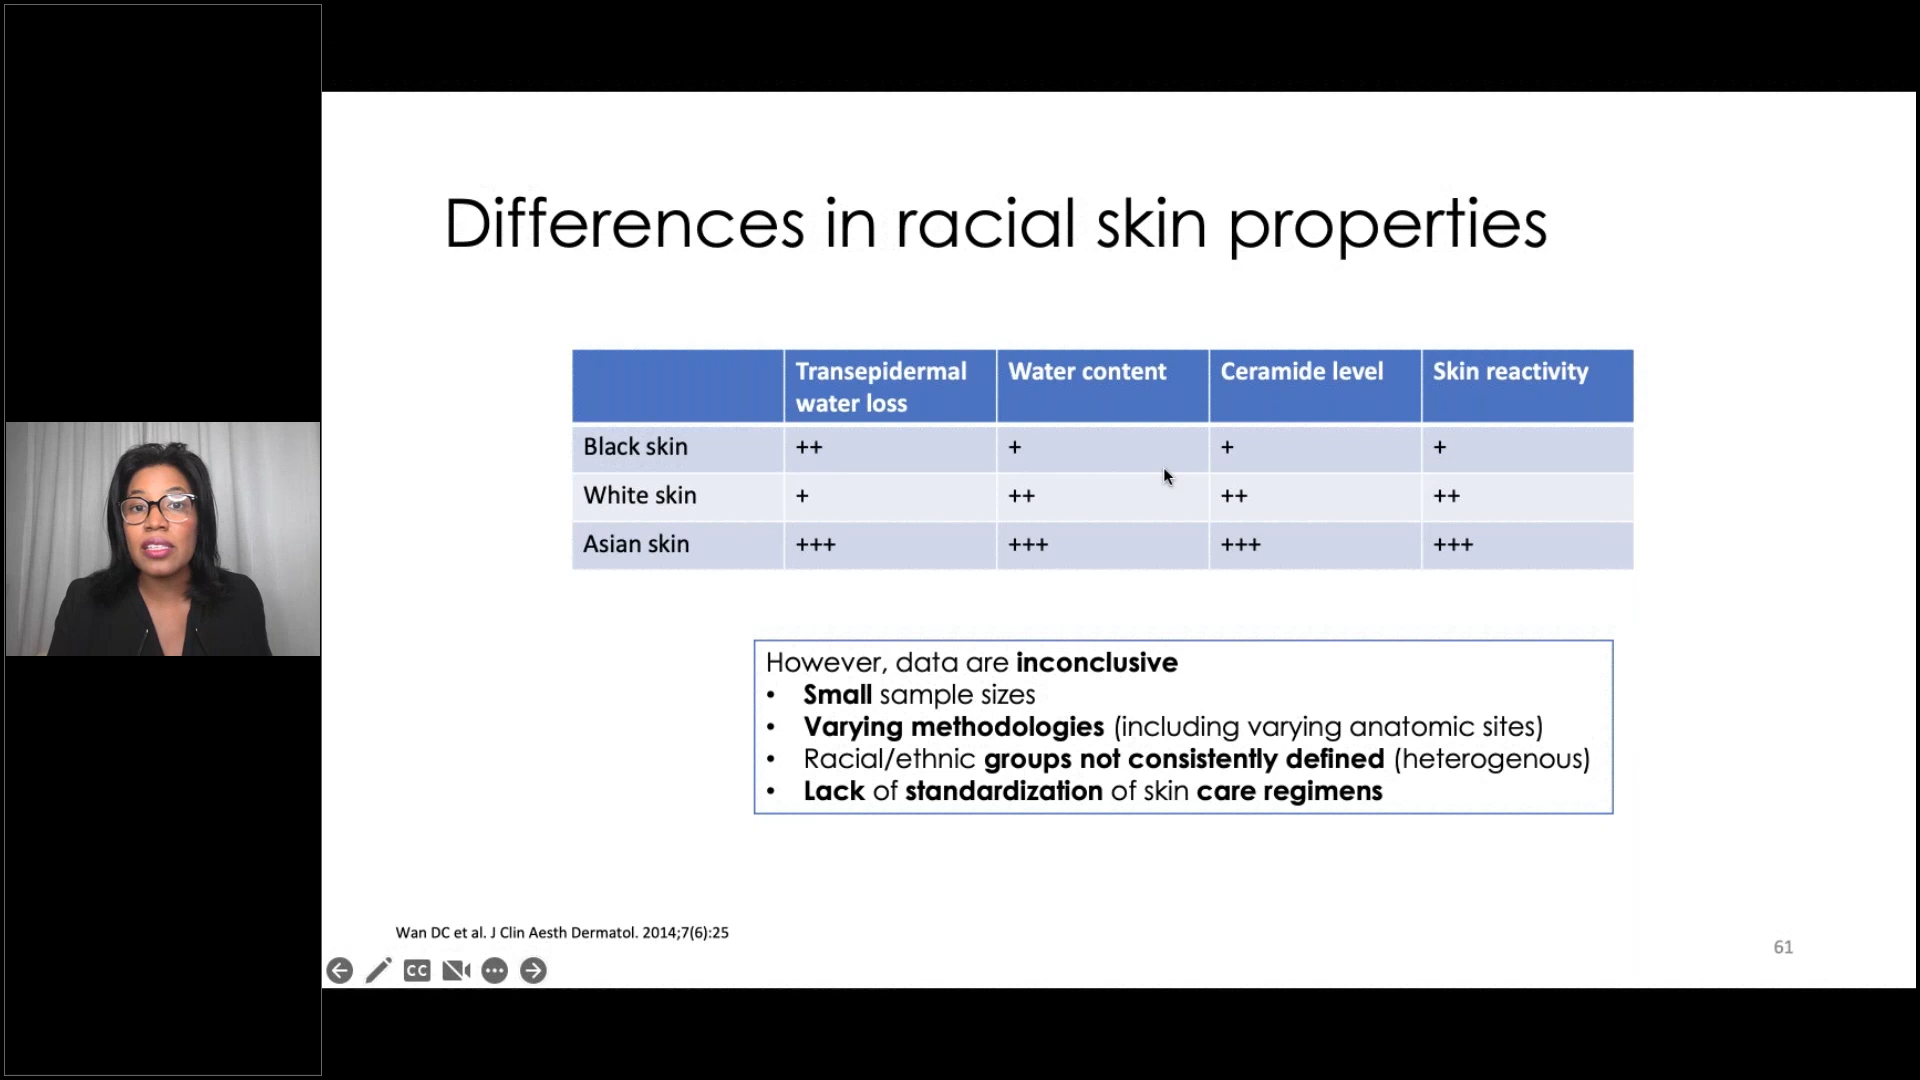 Differences in racial skin properties
Transepidermal water loss Water content Ceramide level Skin reactivity
Black skin ++ + + +
White skin + ++ ++ ++
Asian skin +++ +++ +++ +++
However, data are inconclusive
• Small sample sizes
• Varying methodologies (including varying anatomic sites)
• Racial/ethnic groups not consistently defined (heterogenous)
• Lack of standardization of skin care regimens
Wan DC et al. J Clin Aesth Dermatol. 2014;7(6):25
61
CC